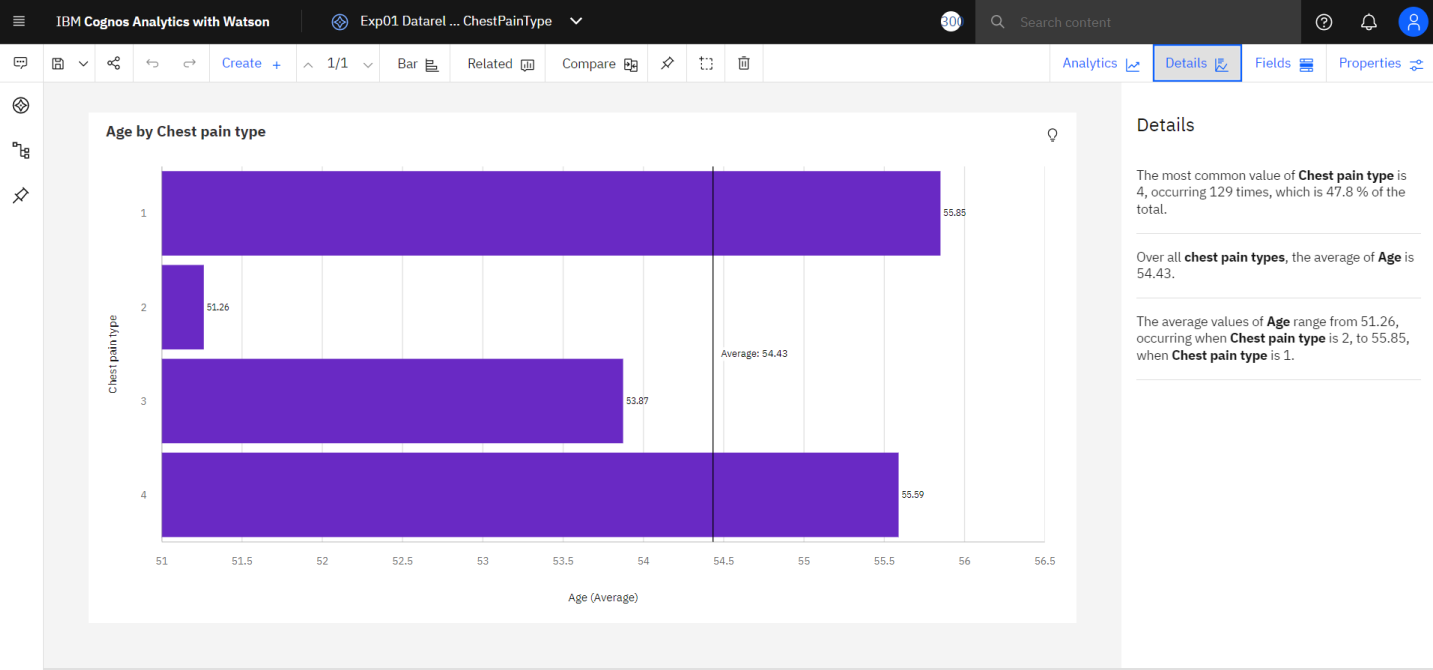 IBM Cognos Analytics with Watson
Exp01 Datarel ... ChestPainType
300
Search content
Create +
1/1
Bar
Related
Compare
Analytics
Details
Fields
Properties
Age by Chest pain type
Chest pain type
1
55.85
2
51.26
Average: 54.43
3
53.87
4
55.59
51 51.5 52 52.5 53 53.5 54 54.5 55 55.5 56 56.5
Age (Average)
Details
The most common value of Chest pain type is
4, occurring 129 times, which is 47.8 % of the
total.
Over all chest pain types, the average of Age is
54.43.
The average values of Age range from 51.26,
occurring when Chest pain type is 2, to 55.85,
when Chest pain type is 1.